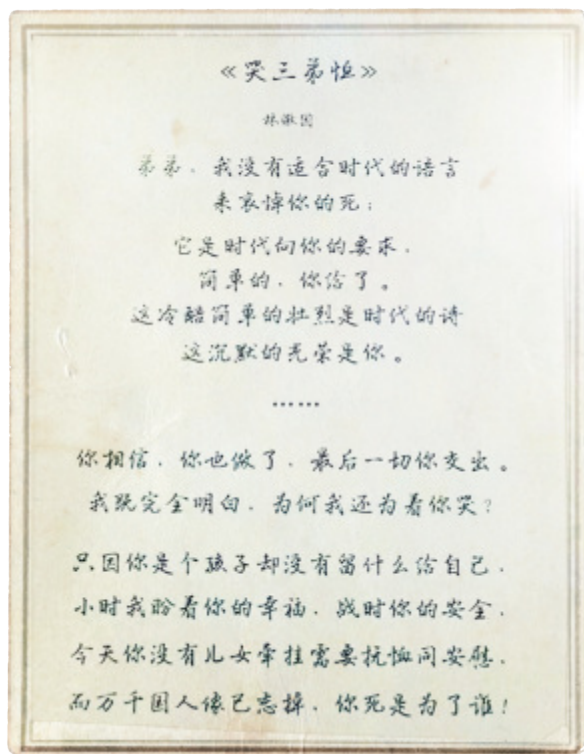 《哭三弟恒》
林徽因
弟弟，我没有适合时代的语言
来哀悼你的死；
它是时代向你的要求，
简单的，你给了。
这冷酷简单的壮烈是时代的诗
这沉默的光荣是你。
……
你相信，你也做了，最后一切你交出。
我既完全明白，为何我还为着你哭？
只因你是个孩子却没有留什么给自己，
小时我盼着你的幸福，战时你的安全，
今天你没有儿女牵挂需要抚恤同安慰，
而万千国人像已忘掉，你死是为了谁！